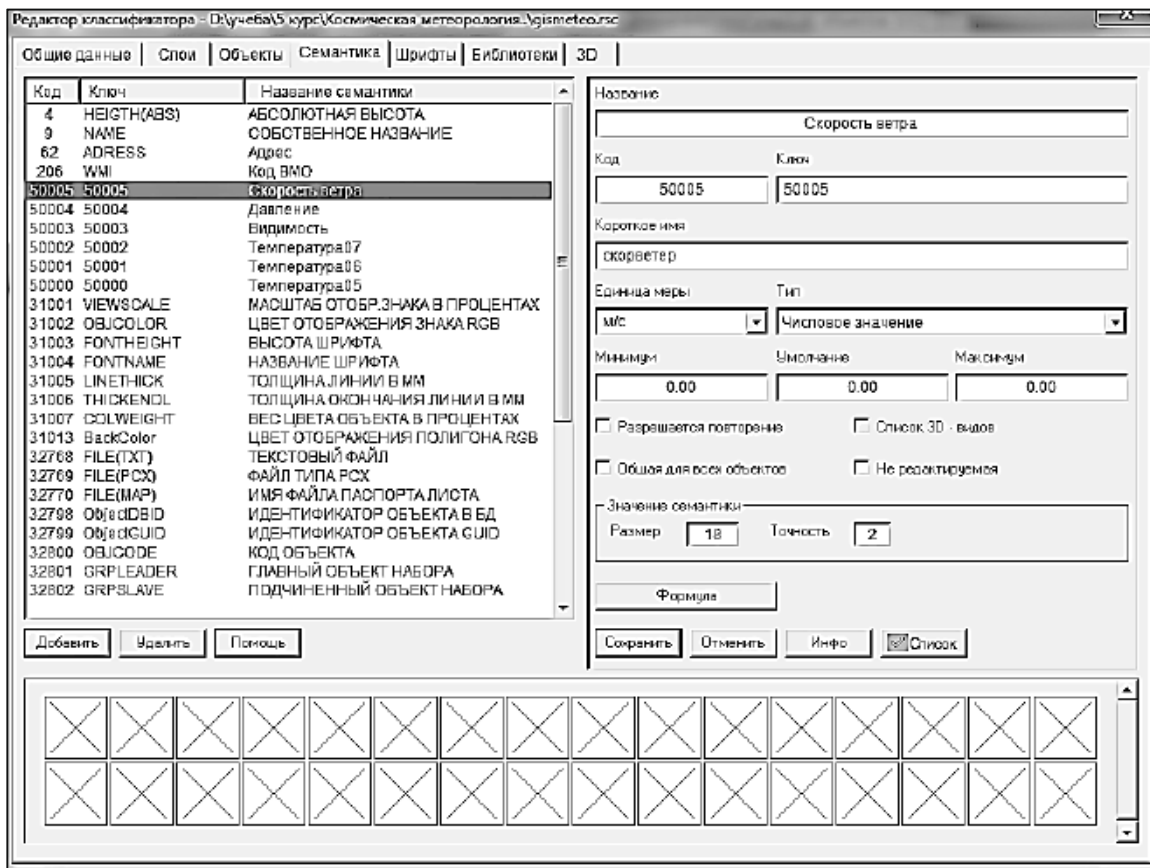 Редактор классификатора - D:\учеба\5 курс\Космическая метеорология..\gismeteo.rsc
Общие данные Слои Объекты Семантика Шрифты Библиотеки 3D
Код Ключ Название семантики
4 HEIGTH(ABS) АБСОЛЮТНАЯ ВЫСОТА
9 NAME СОБСТВЕННОЕ НАЗВАНИЕ
62 ADRESS Адрес
206 WMI Код ВМО
50005 50005 Скорость ветра
50004 50004 Давление
50003 50003 Видимость
50002 50002 Температура07
50001 50001 Температура06
50000 50000 Температура05
31001 VIEWSCALE МАСШТАБ ОТОБР.ЗНАКА В ПРОЦЕНТАХ
31002 OBJCOLOR ЦВЕТ ОТОБРАЖЕНИЯ ЗНАКА RGB
31003 FONTHEIGHT ВЫСОТА ШРИФТА
31004 FONTNAME НАЗВАНИЕ ШРИФТА
31005 LINETHICK ТОЛЩИНА ЛИНИИ В ММ
31006 THICKENDL ТОЛЩИНА ОКОНЧАНИЯ ЛИНИИ В ММ
31007 COLWEIGHT ВЕС ЦВЕТА ОБЪЕКТА В ПРОЦЕНТАХ
31013 BackColor ЦВЕТ ОТОБРАЖЕНИЯ ПОЛИГОНА RGB
32768 FILE(TXT) ТЕКСТОВЫЙ ФАЙЛ
32769 FILE(PCX) ФАЙЛ ТИПА PCX
32770 FILE(MAP) ИМЯ ФАЙЛА ПАСПОРТА ЛИСТА
32798 ObjectDBID ИДЕНТИФИКАТОР ОБЪЕКТА В БД
32799 ObjectGUID ИДЕНТИФИКАТОР ОБЪЕКТА GUID
32800 OBJCODE КОД ОБЪЕКТА
32801 GRPLEADER ГЛАВНЫЙ ОБЪЕКТ НАБОРА
32802 GRPSLAVE ПОДЧИНЕННЫЙ ОБЪЕКТ НАБОРА
Добавить Удалить Помощь
Название
Скорость ветра
Код Ключ
50005 50005
Короткое имя
скорветер
Единица меры Тип
м/с Числовое значение
Минимум Умолчание Максимум
0.00 0.00 0.00
Разрешается повторение Список 3D - видов
Общая для всех объектов Не редактируемая
Значение семантики
Размер 18 Точность 2
Формула
Сохранить Отменить Инфо Список